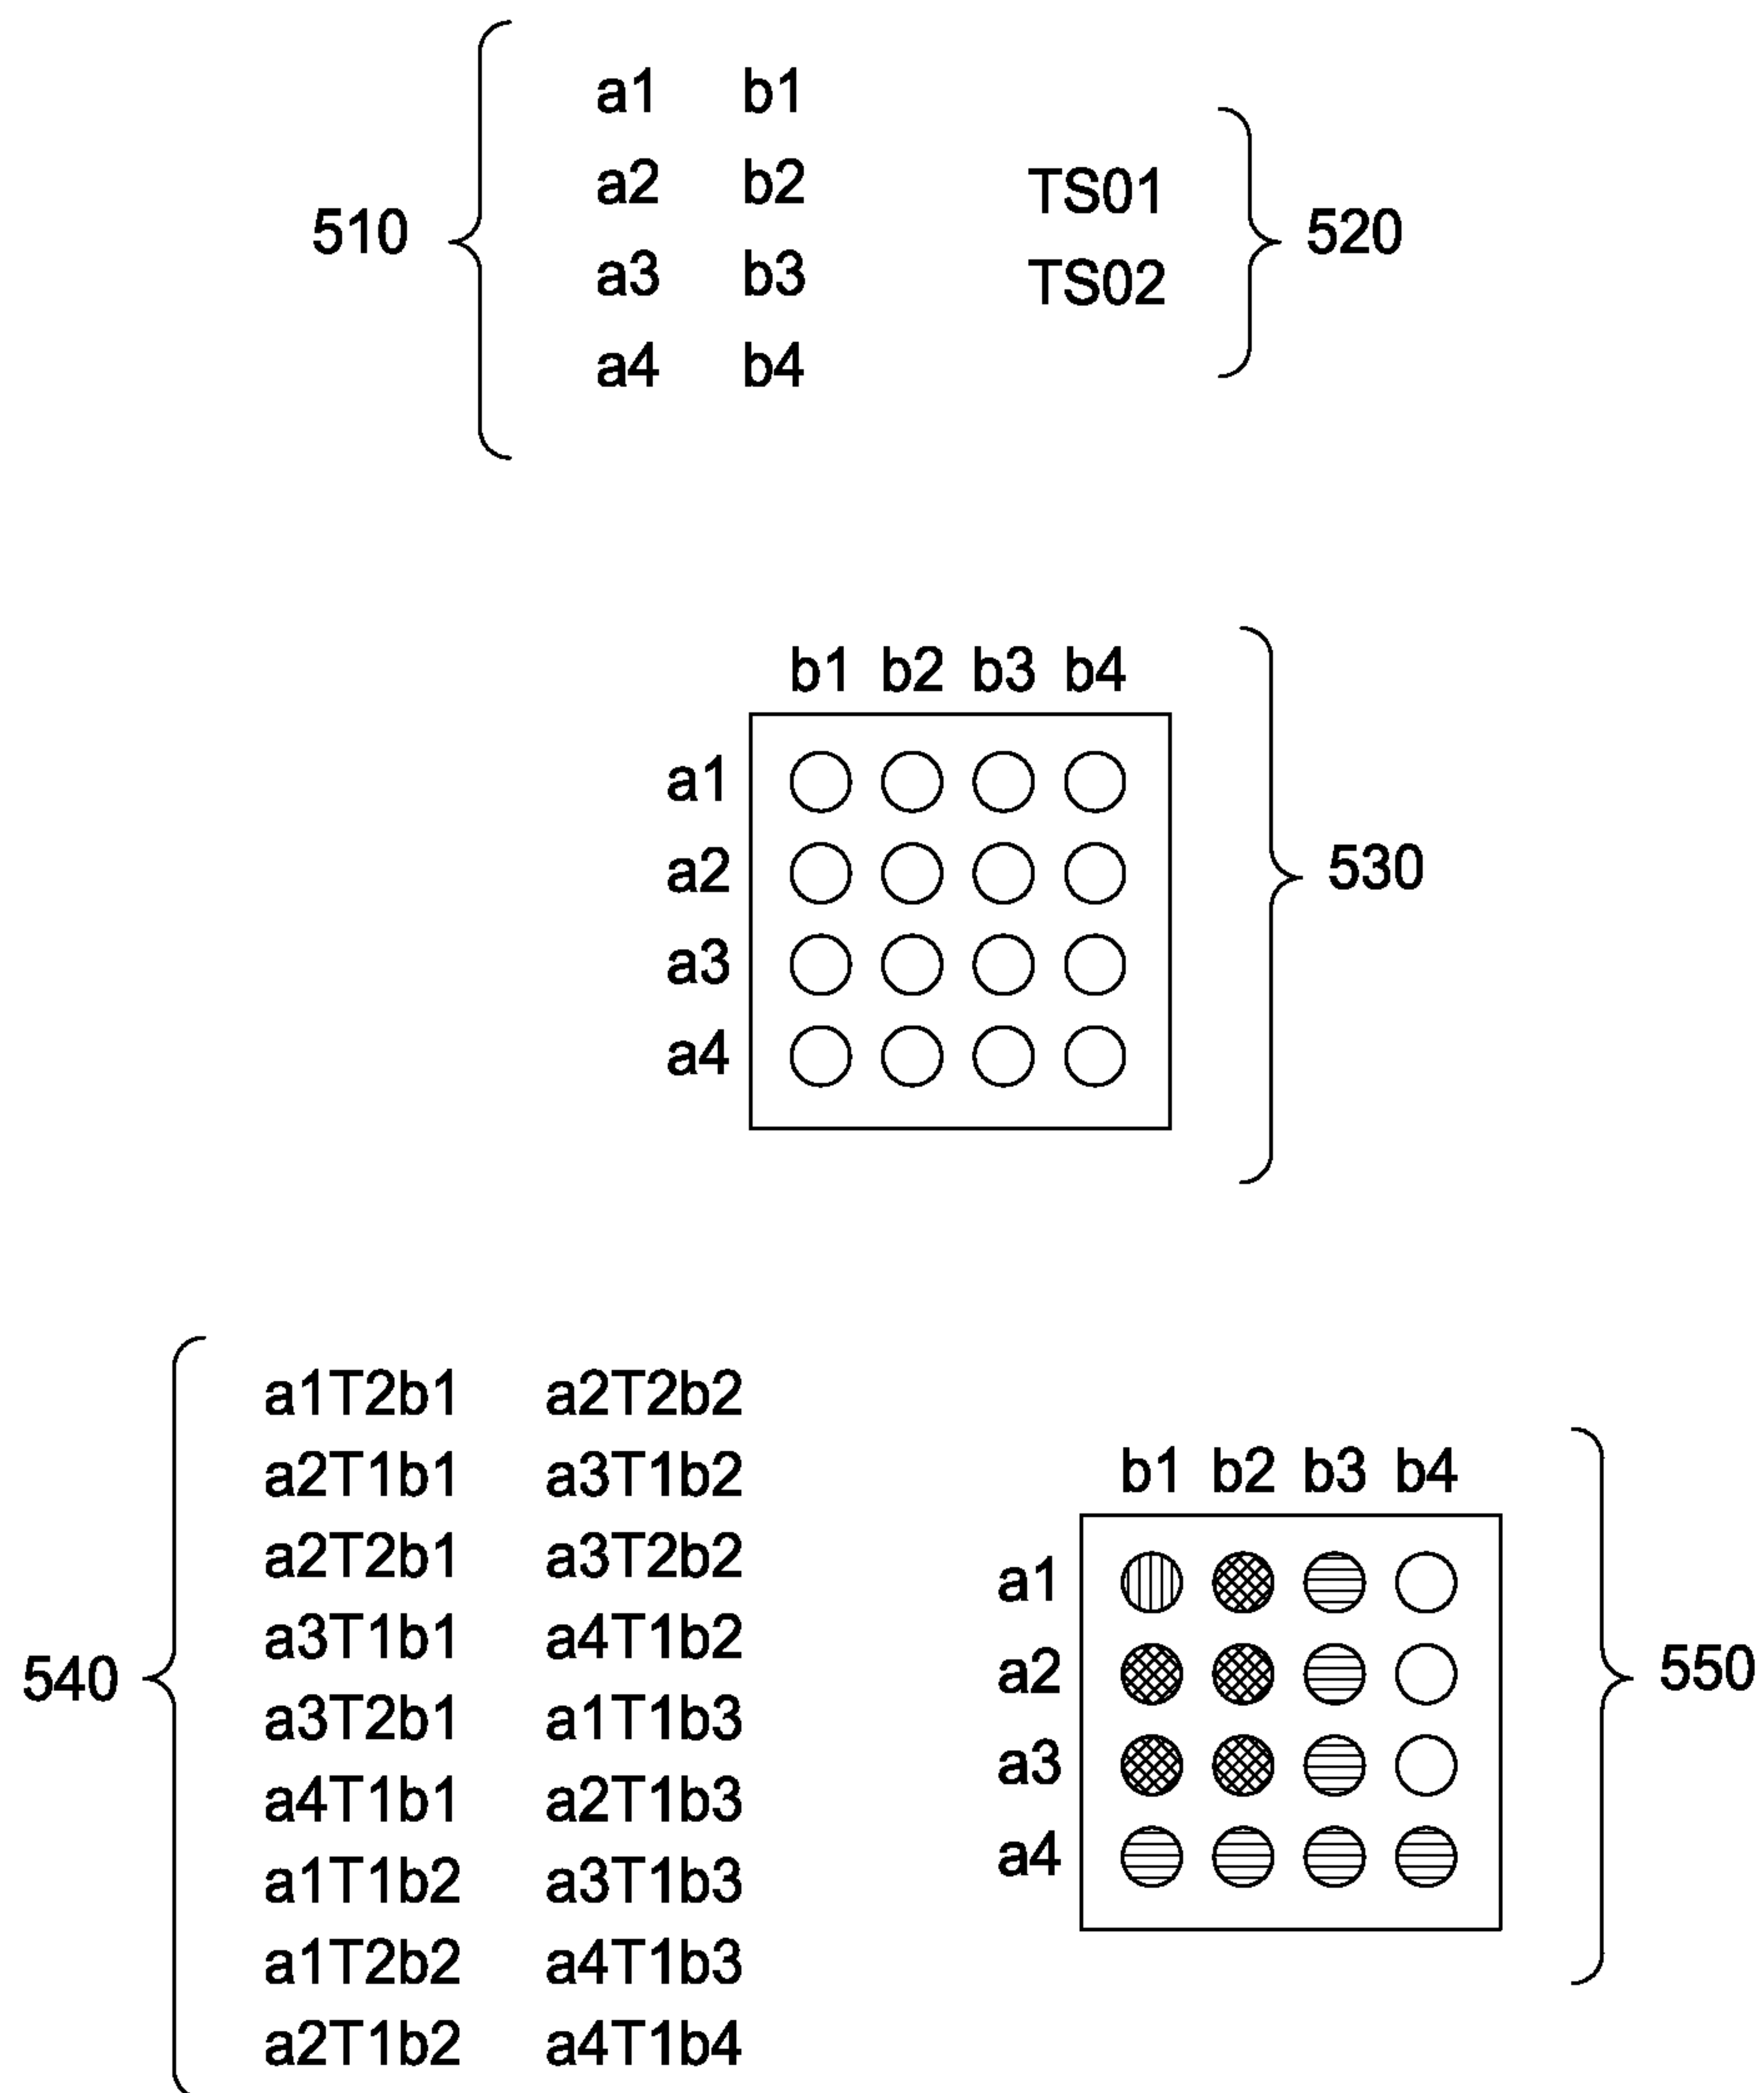 a1 b1
a2 b2
a3 b3
a4 b4
510
TS01
TS02
520
b1 b2 b3 b4
a1
a2
a3
a4
530
540
a1T2b1 a2T2b2
a2T1b1 a3T1b2
a2T2b1 a3T2b2
a3T1b1 a4T1b2
a3T2b1 a1T1b3
a4T1b1 a2T1b3
a1T1b2 a3T1b3
a1T2b2 a4T1b3
a2T1b2 a4T1b4
b1 b2 b3 b4
a1
a2
a3
a4
550